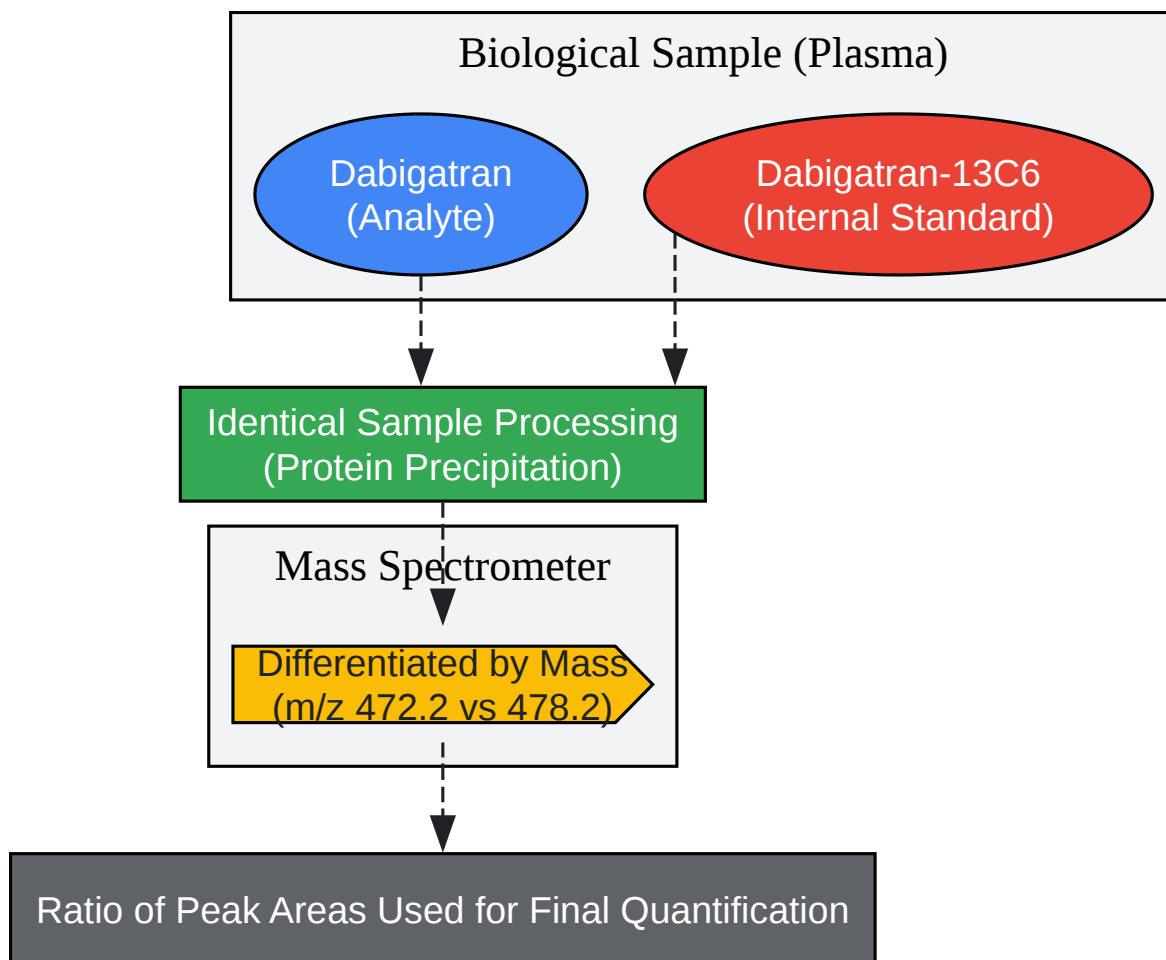 Biological Sample (Plasma)
Dabigatran
(Analyte)
Dabigatran-13C6
(Internal Standard)
Identical Sample Processing
(Protein Precipitation)
Mass Spectrometer
Differentiated by Mass
(m/z 472.2 vs 478.2)
Ratio of Peak Areas Used for Final Quantification